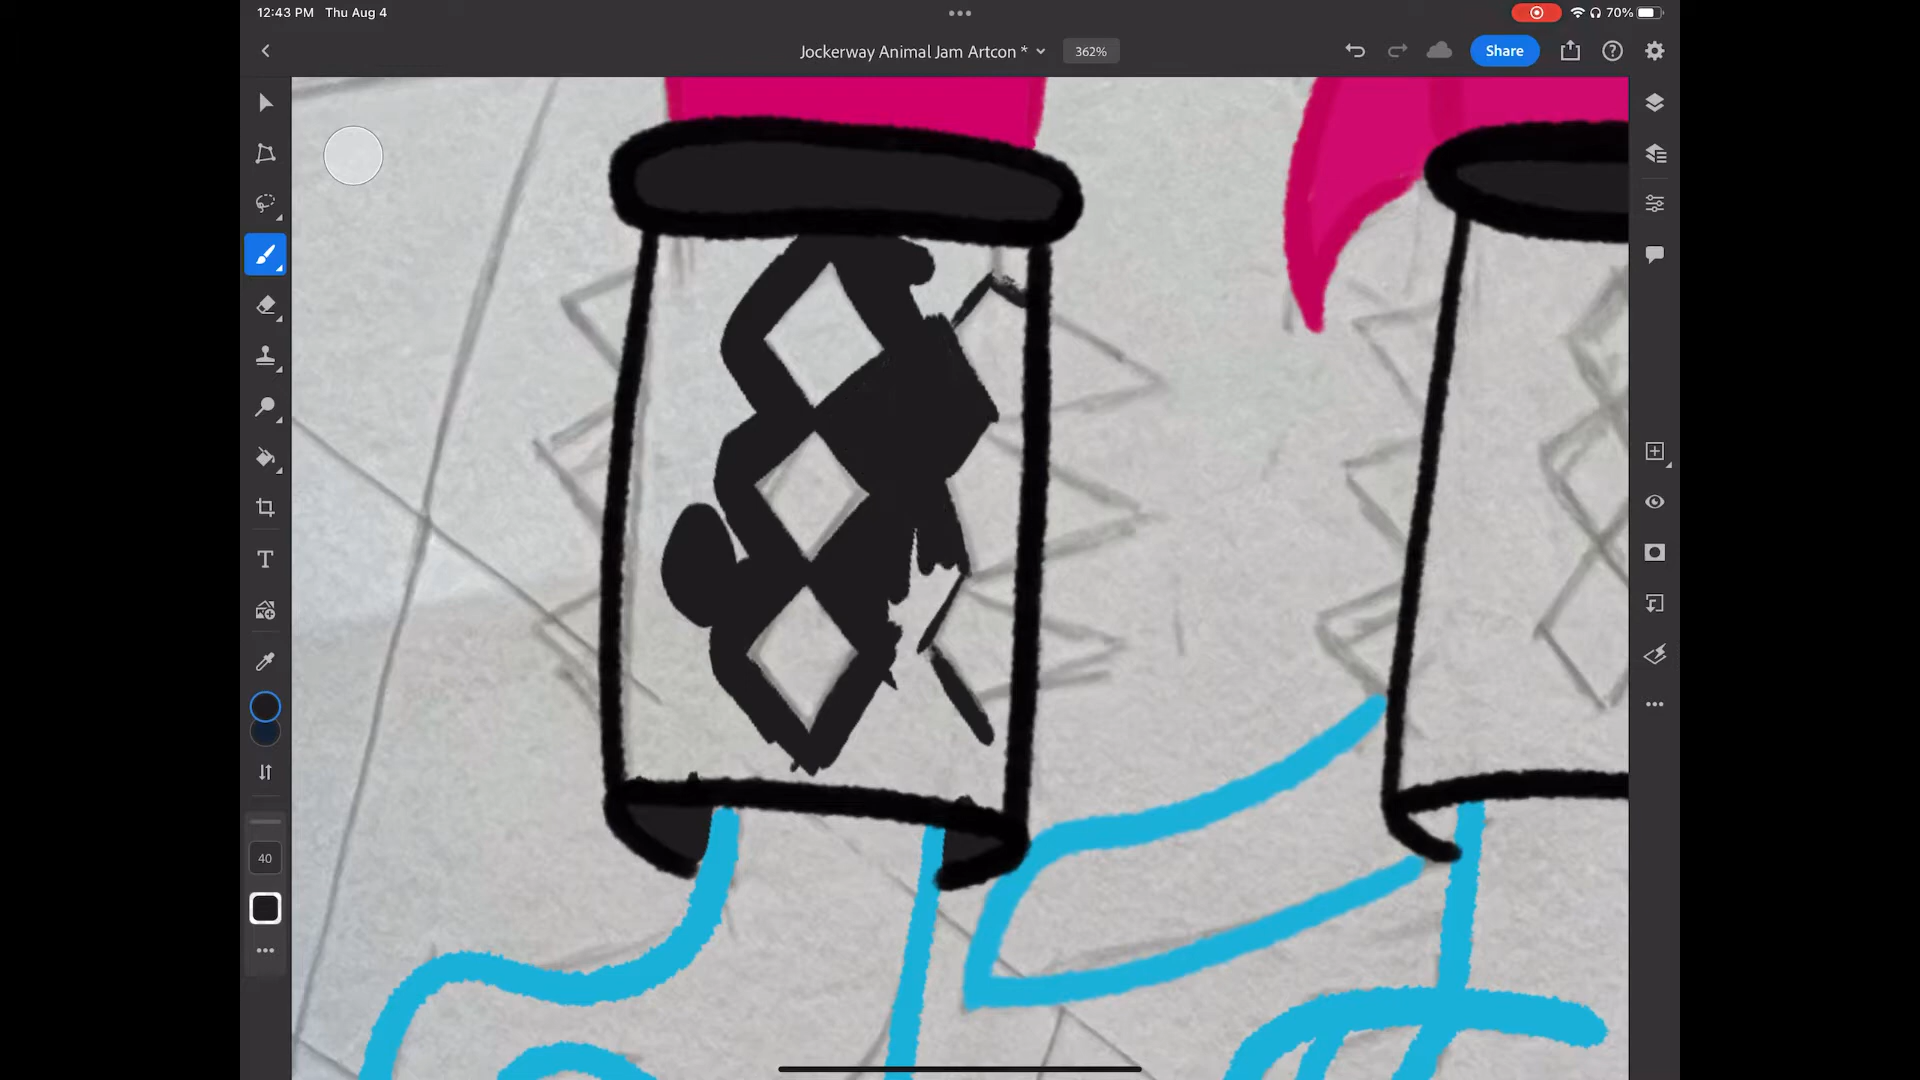 12:43 PM Thu Aug 4
70%
Jockerway Animal Jam Artcon *
362%
Share
T
40